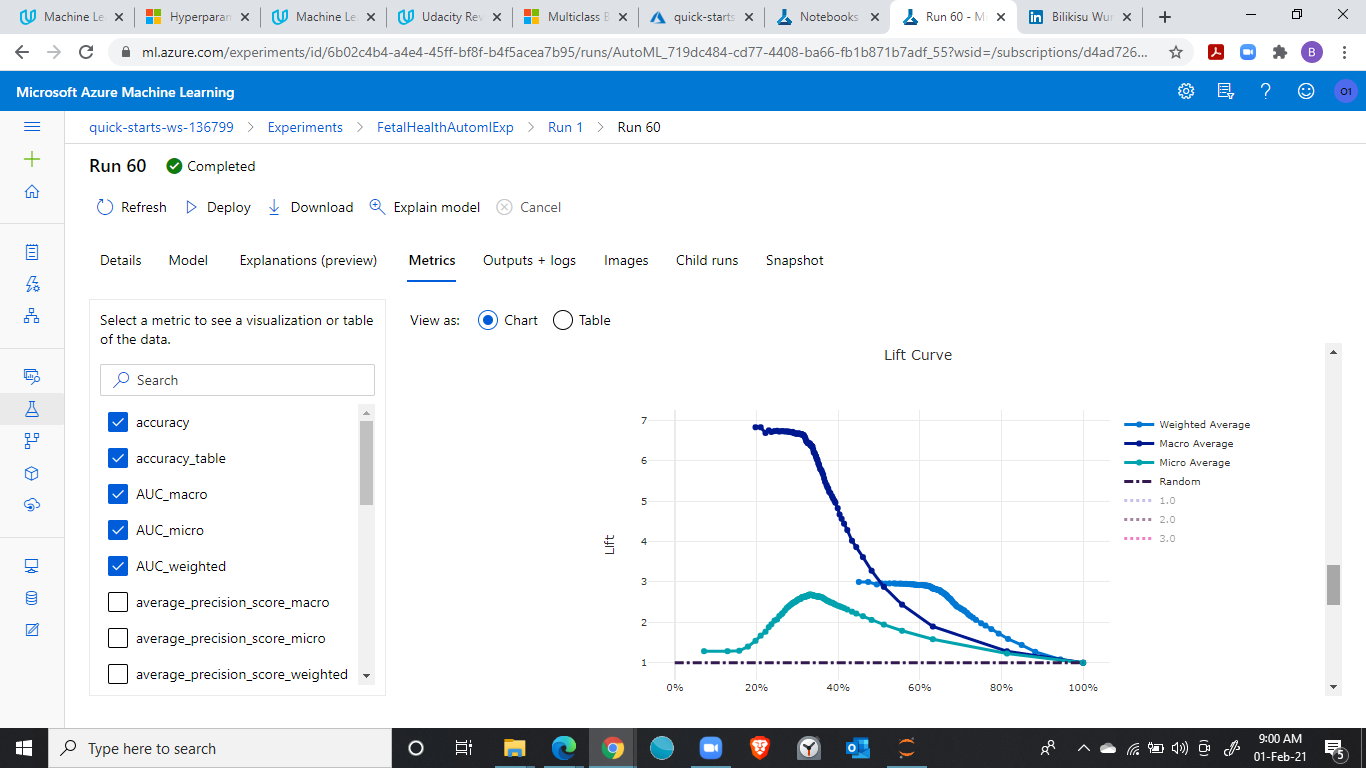 Machine Le
Hyperparan
Machine Le
Udacity Rev
Multiclass B
quick-starts
Notebooks
Run 60 - M
Bilikisu Wur
ml.azure.com/experiments/id/6b02c4b4-a4e4-45ff-bf8f-b4f5acea7b95/runs/AutoML_719dc484-cd77-4408-ba66-fb1b871b7adf_55?wsid=/subscriptions/d4ad726...
B
Microsoft Azure Machine Learning
O1
quick-starts-ws-136799 > Experiments > FetalHealthAutomlExp > Run 1 > Run 60
Run 60 Completed
Refresh Deploy Download Explain model Cancel
Details Model Explanations (preview) Metrics Outputs + logs Images Child runs Snapshot
Select a metric to see a visualization or table
of the data.
Search
accuracy
accuracy_table
AUC_macro
AUC_micro
AUC_weighted
average_precision_score_macro
average_precision_score_micro
average_precision_score_weighted
View as: Chart Table
Lift Curve
Lift
7
6
5
4
3
2
1
0% 20% 40% 60% 80% 100%
Weighted Average
Macro Average
Micro Average
Random
1.0
2.0
3.0
Type here to search
9:00 AM
01-Feb-21
5